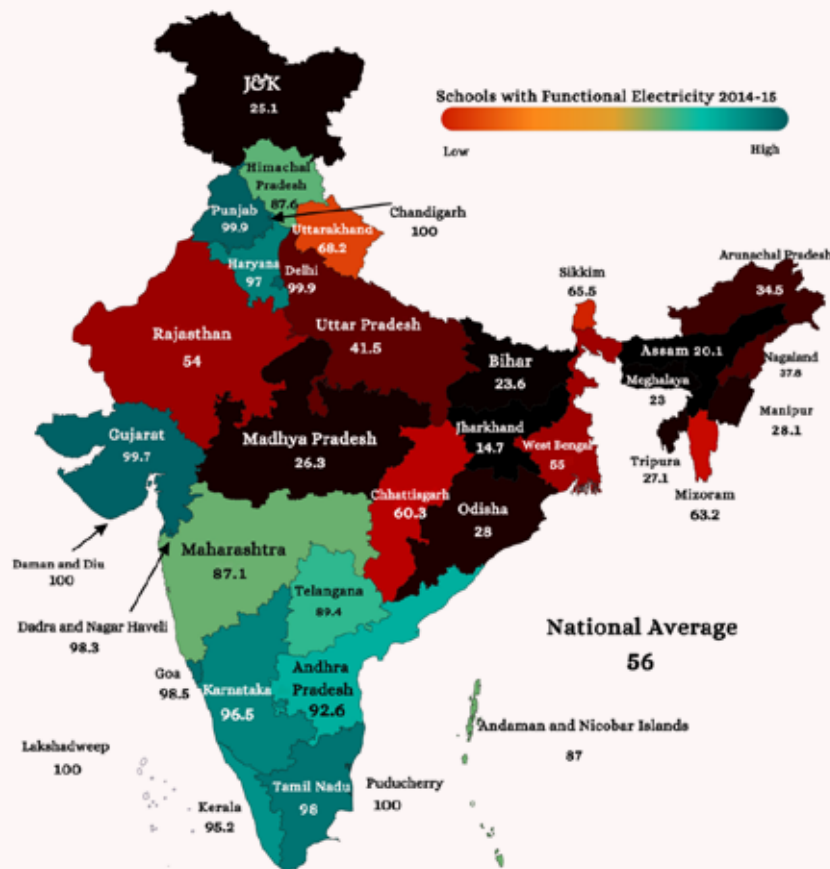 J&K
25.1
Schools with Functional Electricity 2014-15
Low
High
Himachal
Pradesh
87.6
Punjab
99.9
Chandigarh
100
Uttarakhand
68.2
Haryana
97
Delhi
99.9
Sikkim
65.5
Arunachal Pradesh
34.5
Rajasthan
54
Uttar Pradesh
41.5
Bihar
23.6
Assam 20.1
Nagaland
37.8
Meghalaya
23
Manipur
28.1
Gujarat
99.7
Madhya Pradesh
26.3
Jharkhand
14.7
West Bengal
55
Tripura
27.1
Mizoram
63.2
Chhattisgarh
60.3
Odisha
28
Daman and Diu
100
Maharashtra
87.1
Telangana
89.4
Dadra and Nagar Haveli
98.3
National Average
56
Goa
98.5
Karnataka
96.5
Andhra
Pradesh
92.6
Andaman and Nicobar Islands
87
Lakshadweep
100
Kerala
95.2
Tamil Nadu
98
Puducherry
100